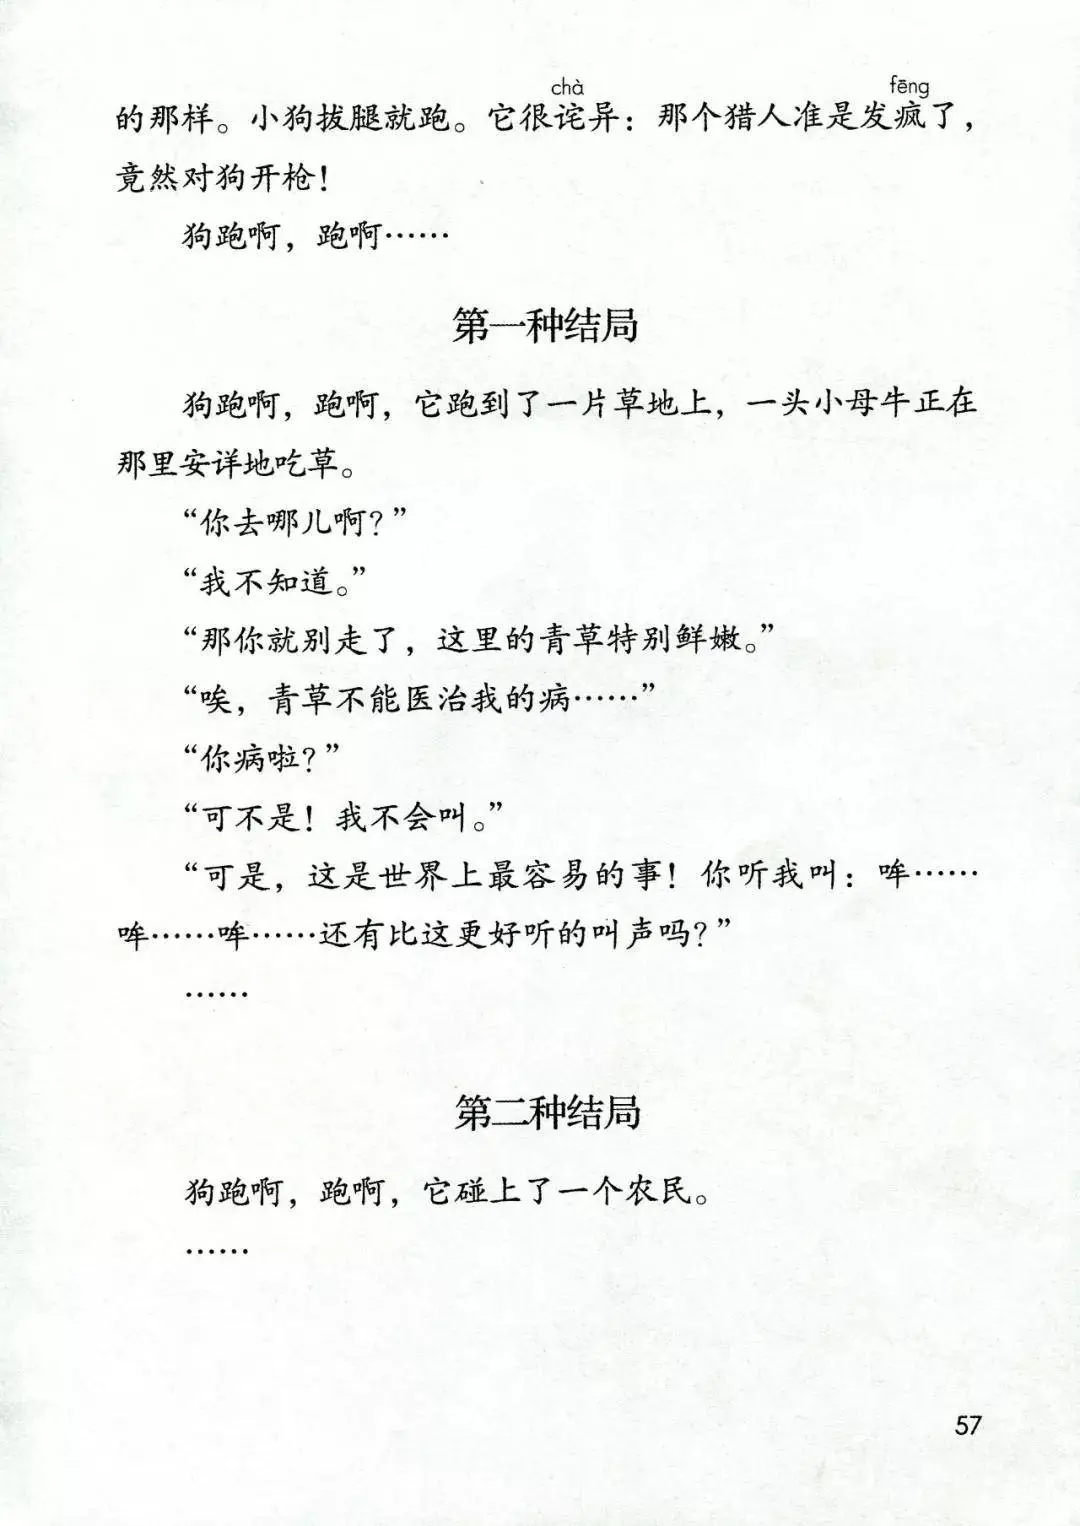 chà fēng
的那样。小狗拔腿就跑。它很诧异：那个猎人准是发疯了，
竟然对狗开枪！
狗跑啊，跑啊……
第一种结局
狗跑啊，跑啊，它跑到了一片草地上，一头小母牛正在
那里安详地吃草。
“你去哪儿啊？”
“我不知道。”
“那你就别走了，这里的青草特别鲜嫩。”
“唉，青草不能医治我的病……”
“你病啦？”
“可不是！我不会叫。”
“可是，这是世界上最容易的事！你听我叫：哞……
哞……哞……还有比这更好听的叫声吗？”
……
第二种结局
狗跑啊，跑啊，它碰上了一个农民。
……
57